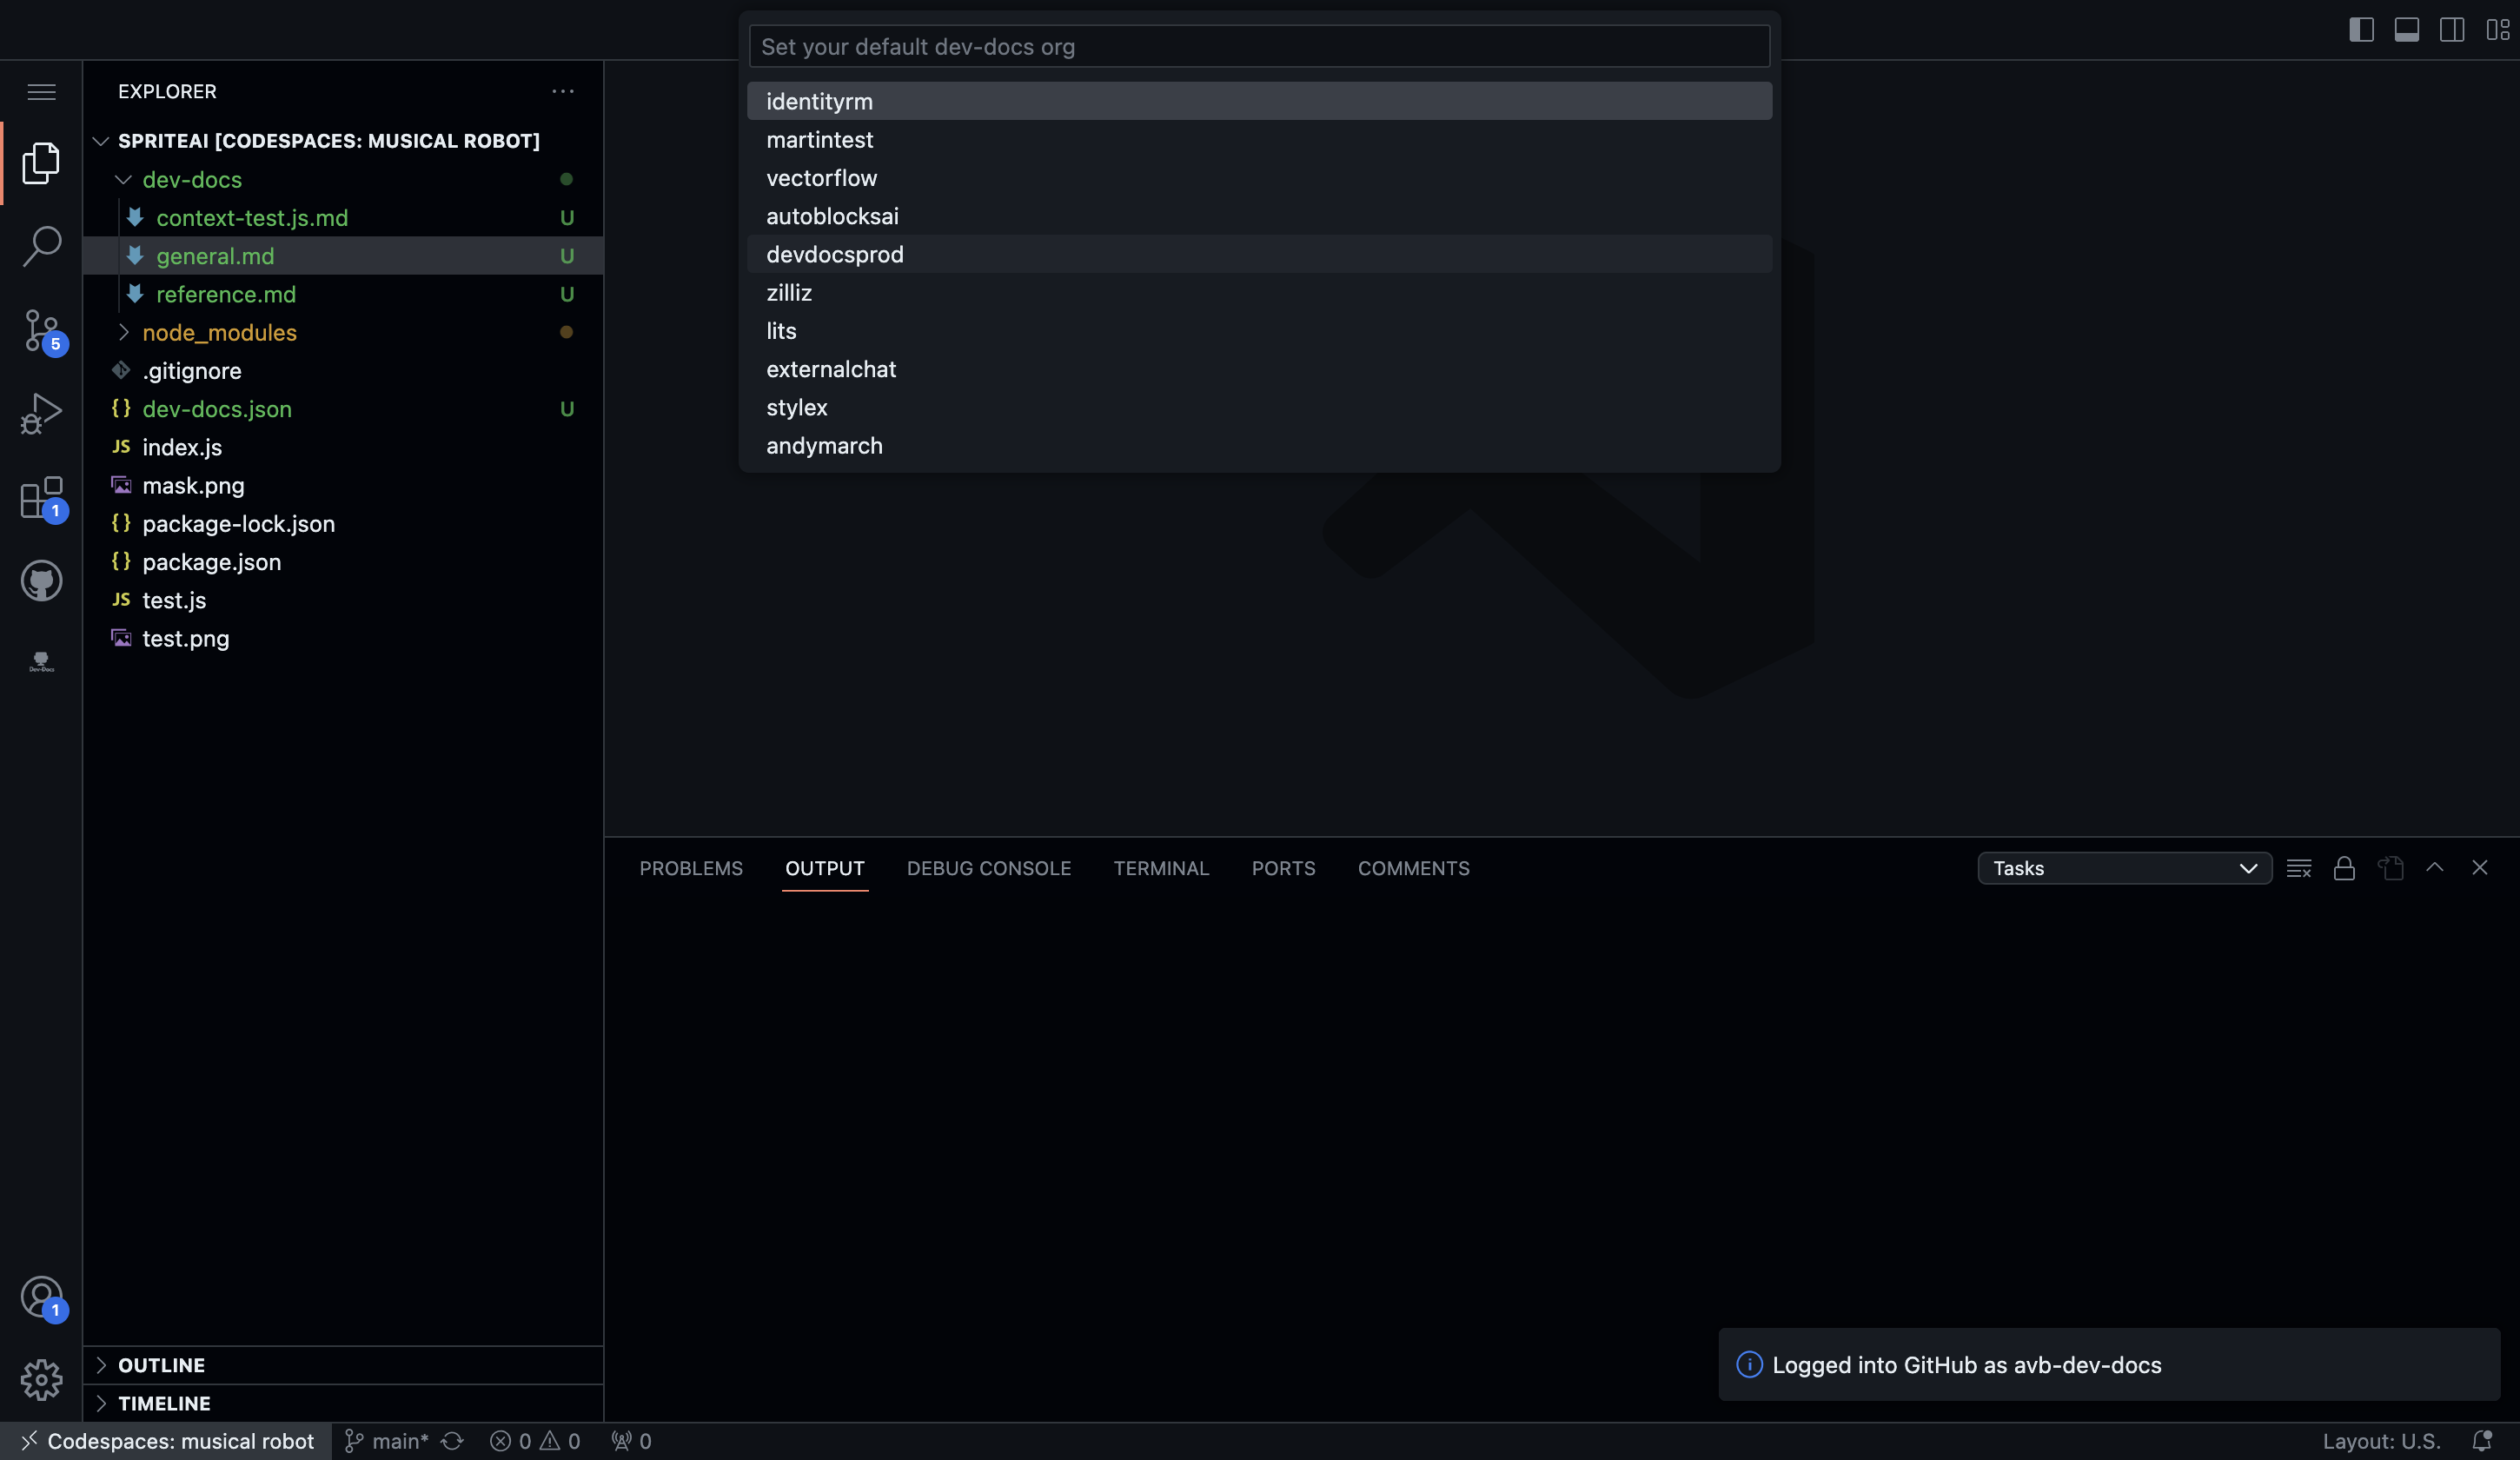 Set your default dev-docs org
identityrm
martintest
vectorflow
autoblocksai
devdocsprod
zilliz
lits
externalchat
stylex
andymarch
EXPLORER
SPRITEAI [CODESPACES: MUSICAL ROBOT]
dev-docs
context-test.js.md U
general.md U
reference.md U
node_modules
.gitignore
{} dev-docs.json U
JS index.js
mask.png
{} package-lock.json
{} package.json
JS test.js
test.png
5
1
Dev-Docs
1
OUTLINE
TIMELINE
PROBLEMS OUTPUT DEBUG CONSOLE TERMINAL PORTS COMMENTS Tasks
Logged into GitHub as avb-dev-docs
Codespaces: musical robot main* 0 0 0 Layout: U.S.